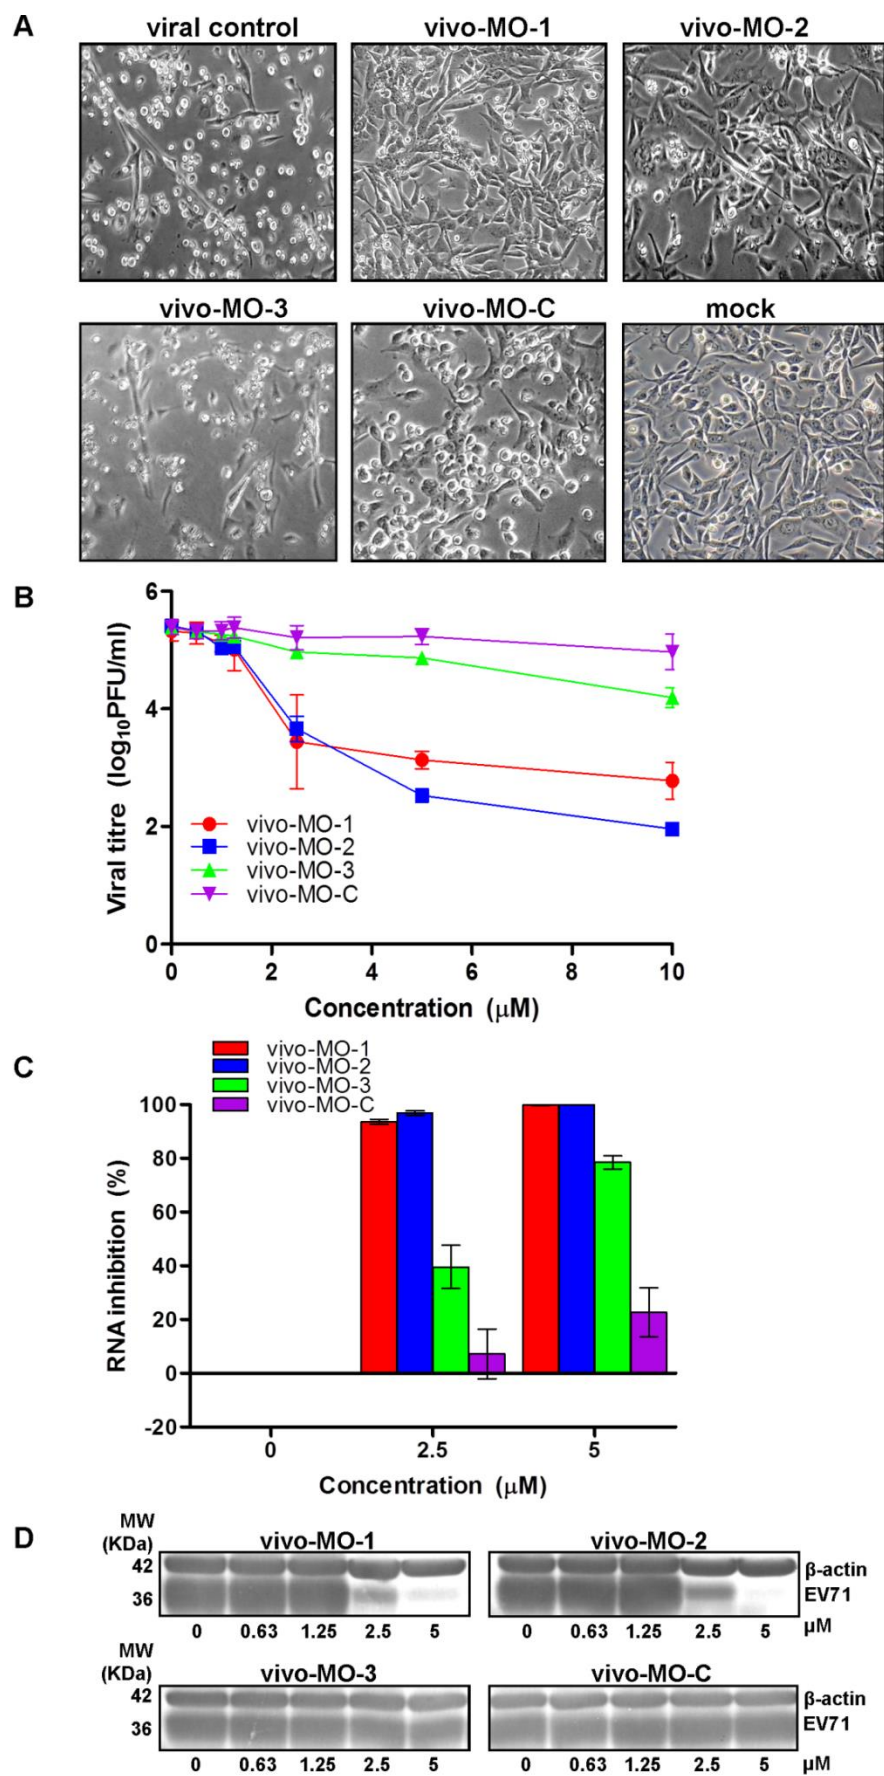 A
viral control vivo-MO-1 vivo-MO-2
vivo-MO-3 vivo-MO-C mock
B
6
4
2
0
Viral titre (log₁₀PFU/ml)
vivo-MO-1
vivo-MO-2
vivo-MO-3
vivo-MO-C
0 2 4 6 8 10
Concentration (μM)
C
vivo-MO-1
vivo-MO-2
vivo-MO-3
vivo-MO-C
100
80
60
40
20
0
-20
RNA inhibition (%)
0 2.5 5
Concentration (μM)
D
MW
(KDa) vivo-MO-1 vivo-MO-2
42 β-actin
36 EV71
0 0.63 1.25 2.5 5 0 0.63 1.25 2.5 5 μM
MW
(KDa) vivo-MO-3 vivo-MO-C
42 β-actin
36 EV71
0 0.63 1.25 2.5 5 0 0.63 1.25 2.5 5 μM